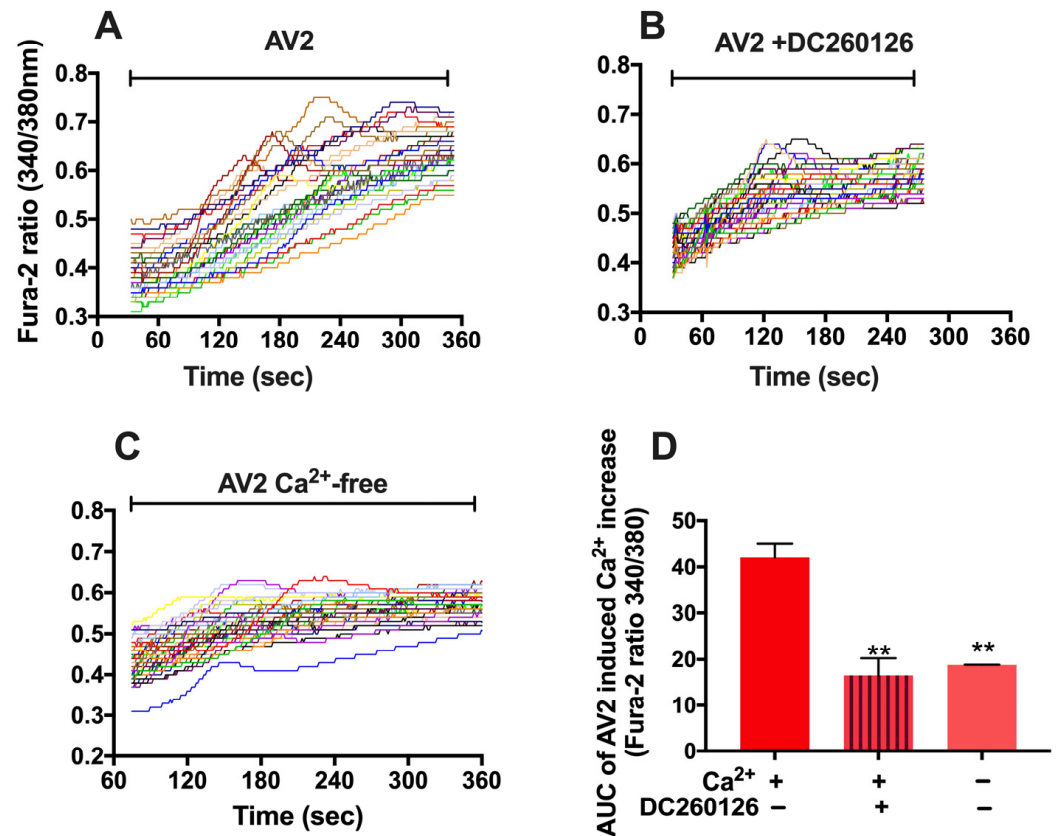 A
AV2
Fura-2 ratio (340/380nm)
0.8
0.7
0.6
0.5
0.4
0.3
0 60 120 180 240 300 360
Time (sec)
B
AV2 +DC260126
0.8
0.6
0.5
0.4
0.3
0 60 120 180 240 300 360
Time (sec)
C
AV2 Ca²⁺-free
0.8
0.7
0.6
0.5
0.4
0.3
0.2
60 120 180 240 300 360
Time (sec)
D
AUC of AV2 induced Ca²⁺ increase
(Fura-2 ratio 340/380)
50
40
30
20
10
0
** **
Ca²⁺ + + –
DC260126 – + –